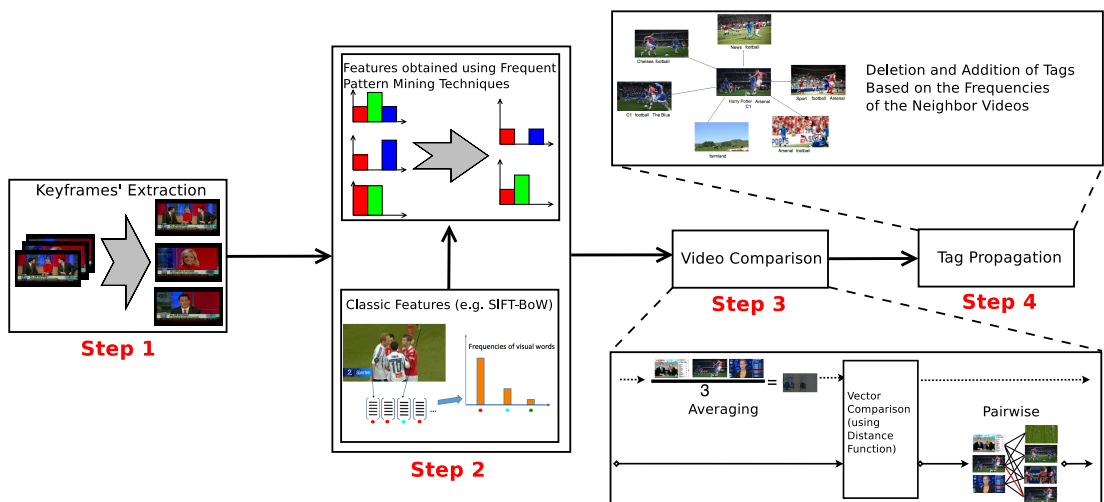 Keyframes' Extraction
Step 1
Features obtained using Frequent
Pattern Mining Techniques
Classic Features (e.g. SIFT-BoW)
Frequencies of visual words
...
Step 2
Video Comparison
Step 3
Tag Propagation
Step 4
News football
Chelsea football
Harry Potter Arsenal
C1
Sport football Arsenal
C1 football The Blue
Arsenal football
farmland
Deletion and Addition of Tags
Based on the Frequencies
of the Neighbor Videos
3
=
Averaging
Vector
Comparison
(using
Distance
Function)
Pairwise